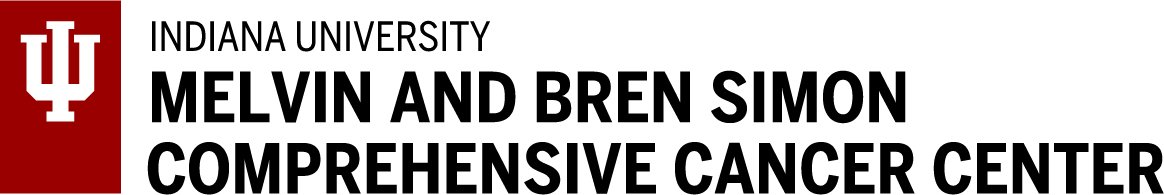 INDIANA UNIVERSITY
MELVIN AND BREN SIMON
COMPREHENSIVE CANCER CENTER